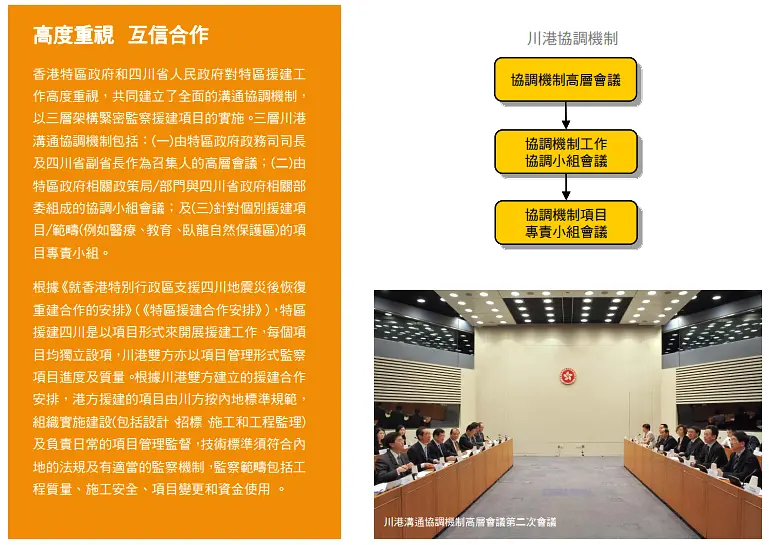 高度重視 互信合作
香港特區政府和四川省人民政府對特區援建工
作高度重視，共同建立了全面的溝通協調機制，
以三層架構緊密監察援建項目的實施。三層川港
溝通協調機制包括：(一)由特區政府政務司司長
及四川省副省長作為召集人的高層會議；(二)由
特區政府相關政策局/部門與四川省政府相關部
委組成的協調小組會議；及(三)針對個別援建項
目/範疇(例如醫療、教育、臥龍自然保護區)的項
目專責小組。
根據《就香港特別行政區支援四川地震災後恢復
重建合作的安排》(《特區援建合作安排》)，特區
援建四川是以項目形式來開展援建工作，每個項
目均獨立設項，川港雙方亦以項目管理形式監察
項目進度及質量。根據川港雙方建立的援建合作
安排，港方援建的項目由川方按內地標準規範，
組織實施建設(包括設計、招標、施工和工程監理)
及負責日常的項目管理監督，技術標準須符合內
地的法規及有適當的監察機制，監察範疇包括工
程質量、施工安全、項目變更和資金使用 。
川港協調機制
協調機制高層會議
協調機制工作
協調小組會議
協調機制項目
專責小組會議
川港溝通協調機制高層會議第二次會議